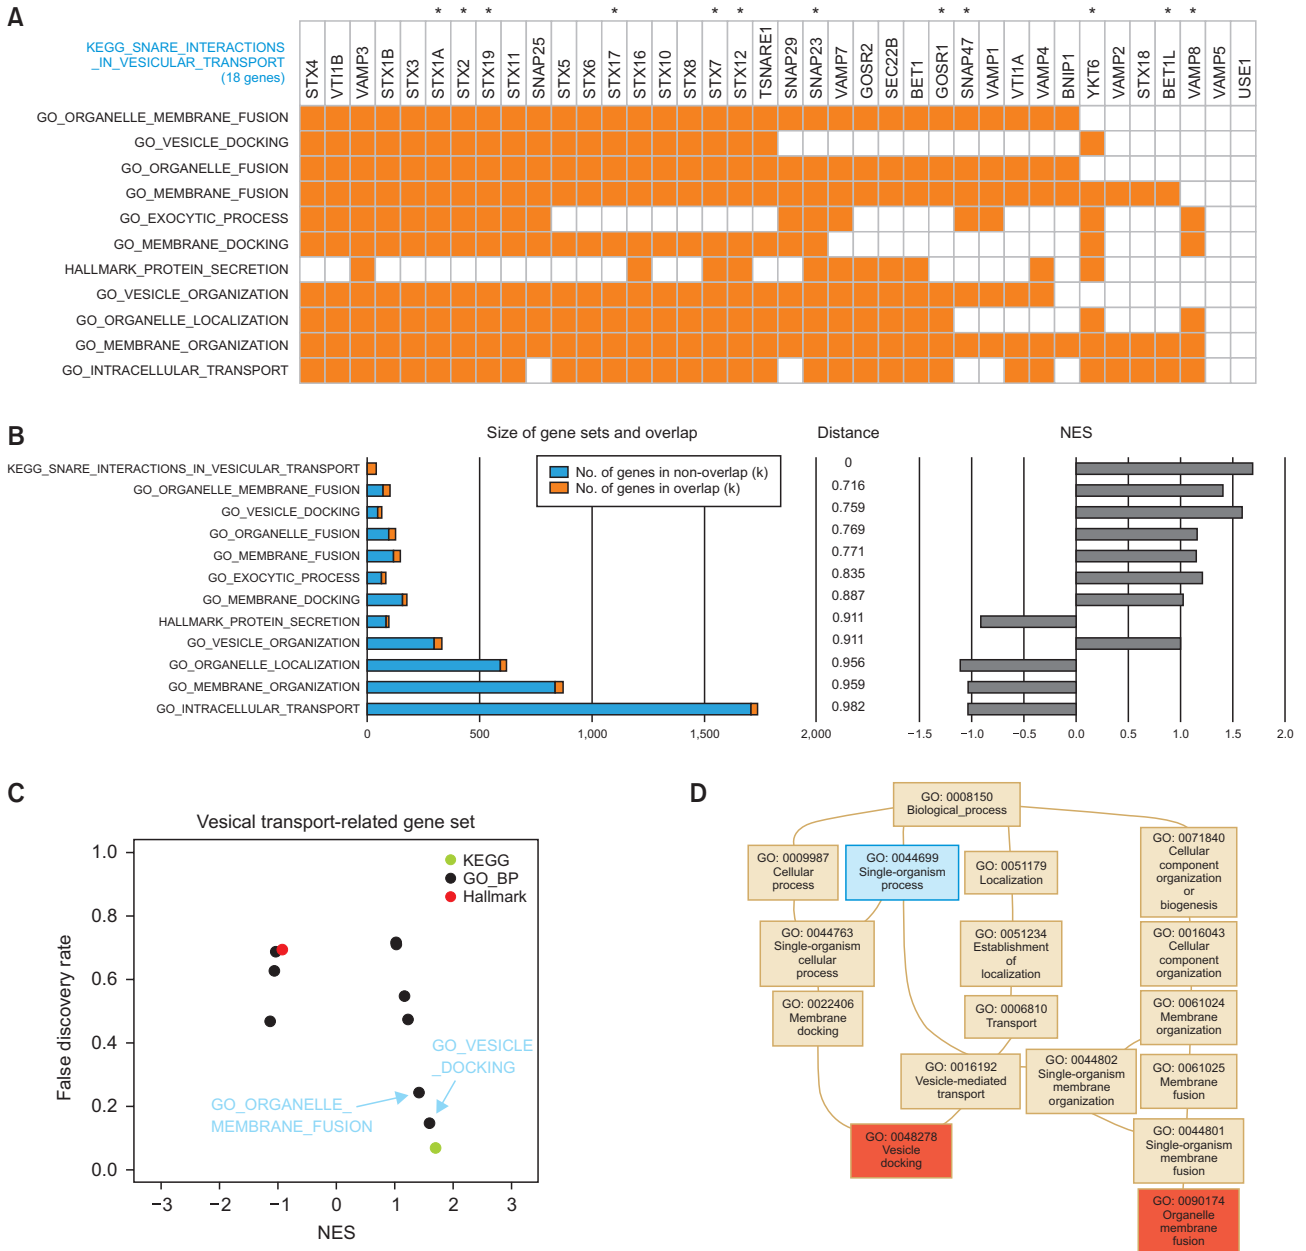 A
* * * * * * * * * * * *
KEGG_SNARE_INTERACTIONS
_IN_VESICULAR_TRANSPORT
(18 genes)
STX4
VTI1B
VAMP3
STX1B
STX3
STX1A
STX2
STX19
STX11
SNAP25
STX5
STX6
STX17
STX16
STX10
STX8
STX7
STX12
TSNARE1
SNAP29
SNAP23
VAMP7
GOSR2
SEC22B
BET1
GOSR1
SNAP47
VAMP1
VTI1A
VAMP4
BNIP1
YKT6
VAMP2
STX18
BET1L
VAMP8
VAMP5
USE1
GO_ORGANELLE_MEMBRANE_FUSION
GO_VESICLE_DOCKING
GO_ORGANELLE_FUSION
GO_MEMBRANE_FUSION
GO_EXOCYTIC_PROCESS
GO_MEMBRANE_DOCKING
HALLMARK_PROTEIN_SECRETION
GO_VESICLE_ORGANIZATION
GO_ORGANELLE_LOCALIZATION
GO_MEMBRANE_ORGANIZATION
GO_INTRACELLULAR_TRANSPORT
B
Size of gene sets and overlap Distance NES
No. of genes in non-overlap (k)
No. of genes in overlap (k)
KEGG_SNARE_INTERACTIONS_IN_VESICULAR_TRANSPORT 0
GO_ORGANELLE_MEMBRANE_FUSION 0.716
GO_VESICLE_DOCKING 0.759
GO_ORGANELLE_FUSION 0.769
GO_MEMBRANE_FUSION 0.771
GO_EXOCYTIC_PROCESS 0.835
GO_MEMBRANE_DOCKING 0.887
HALLMARK_PROTEIN_SECRETION 0.911
GO_VESICLE_ORGANIZATION 0.911
GO_ORGANELLE_LOCALIZATION 0.956
GO_MEMBRANE_ORGANIZATION 0.959
GO_INTRACELLULAR_TRANSPORT 0.982
0 500 1,000 1,500 2,000 −1.5 −1.0 −0.5 0.0 0.5 1.0 1.5 2.0
C
Vesical transport-related gene set
KEGG
GO_BP
Hallmark
False discovery rate
1.0
0.8
0.6
0.4
0.2
0.0
GO_VESICLE
_DOCKING
GO_ORGANELLE_
MEMBRANE_FUSION
−3 −2 −1 0 1 2 3
NES
D
GO: 0008150
Biological_process
GO: 0009987
Cellular
process
GO: 0044699
Single-organism
process
GO: 0051179
Localization
GO: 0071840
Cellular
component
organization
or
biogenesis
GO: 0044763
Single-organism
cellular
process
GO: 0051234
Establishment
of
localization
GO: 0016043
Cellular
component
organization
GO: 0022406
Membrane
docking
GO: 0006810
Transport
GO: 0061024
Membrane
organization
GO: 0016192
Vesicle-mediated
transport
GO: 0044802
Single-organism
membrane
organization
GO: 0061025
Membrane
fusion
GO: 0048278
Vesicle
docking
GO: 0044801
Single-organism
membrane
fusion
GO: 0090174
Organelle
membrane
fusion